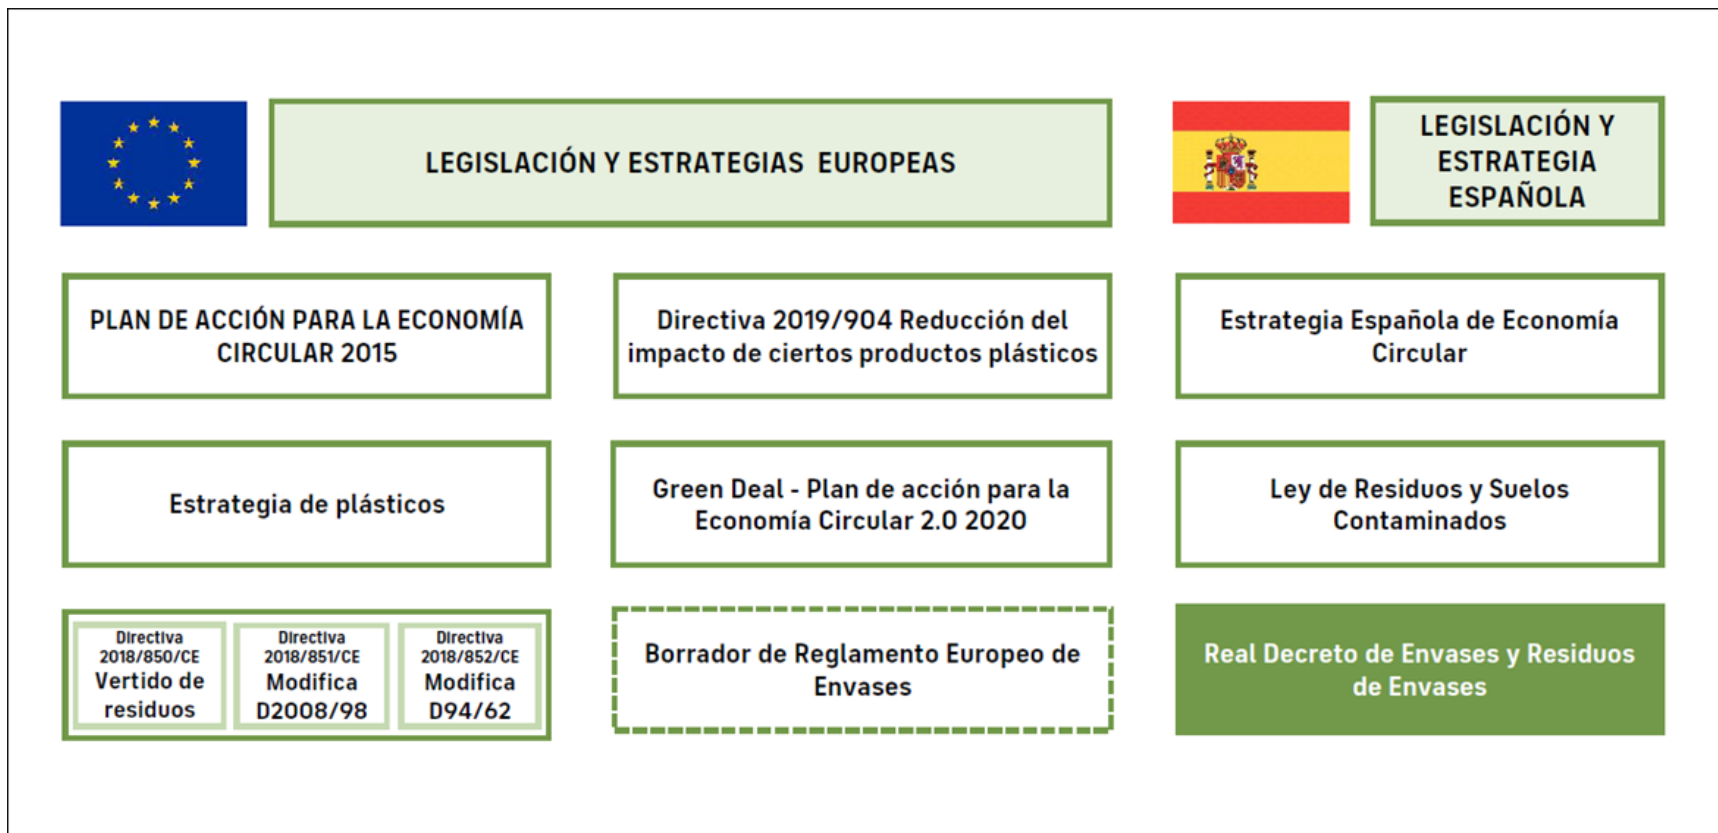 LEGISLACIÓN Y ESTRATEGIAS EUROPEAS
LEGISLACIÓN Y
ESTRATEGIA
ESPAÑOLA
PLAN DE ACCIÓN PARA LA ECONOMÍA
CIRCULAR 2015
Directiva 2019/904 Reducción del
impacto de ciertos productos plásticos
Estrategia Española de Economía
Circular
Estrategia de plásticos
Green Deal - Plan de acción para la
Economía Circular 2.0 2020
Ley de Residuos y Suelos
Contaminados
Directiva
2018/850/CE
Vertido de
residuos
Directiva
2018/851/CE
Modifica
D2008/98
Directiva
2018/852/CE
Modifica
D94/62
Borrador de Reglamento Europeo de
Envases
Real Decreto de Envases y Residuos
de Envases